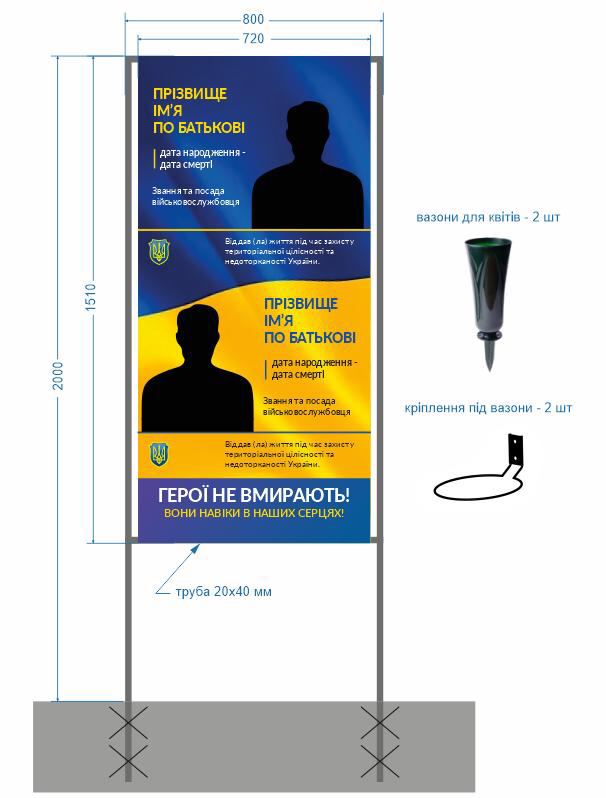 800
720
ПРІЗВИЩЕ
ІМ'Я
ПО БАТЬКОВІ
дата народження -
дата смерті
Звання та посада
військовослужбовця
Віддав (ла) життя під час захисту
територіальної цілісності та
недоторканості України.
ПРІЗВИЩЕ
ІМ'Я
ПО БАТЬКОВІ
дата народження -
дата смерті
Звання та посада
військовослужбовця
Віддав (ла) життя під час захисту
територіальної цілісності та
недоторканості України.
ГЕРОЇ НЕ ВМИРАЮТЬ!
ВОНИ НАВІКИ В НАШИХ СЕРЦЯХ!
1510
2000
труба 20х40 мм
вазони для квітів - 2 шт
кріплення під вазони - 2 шт